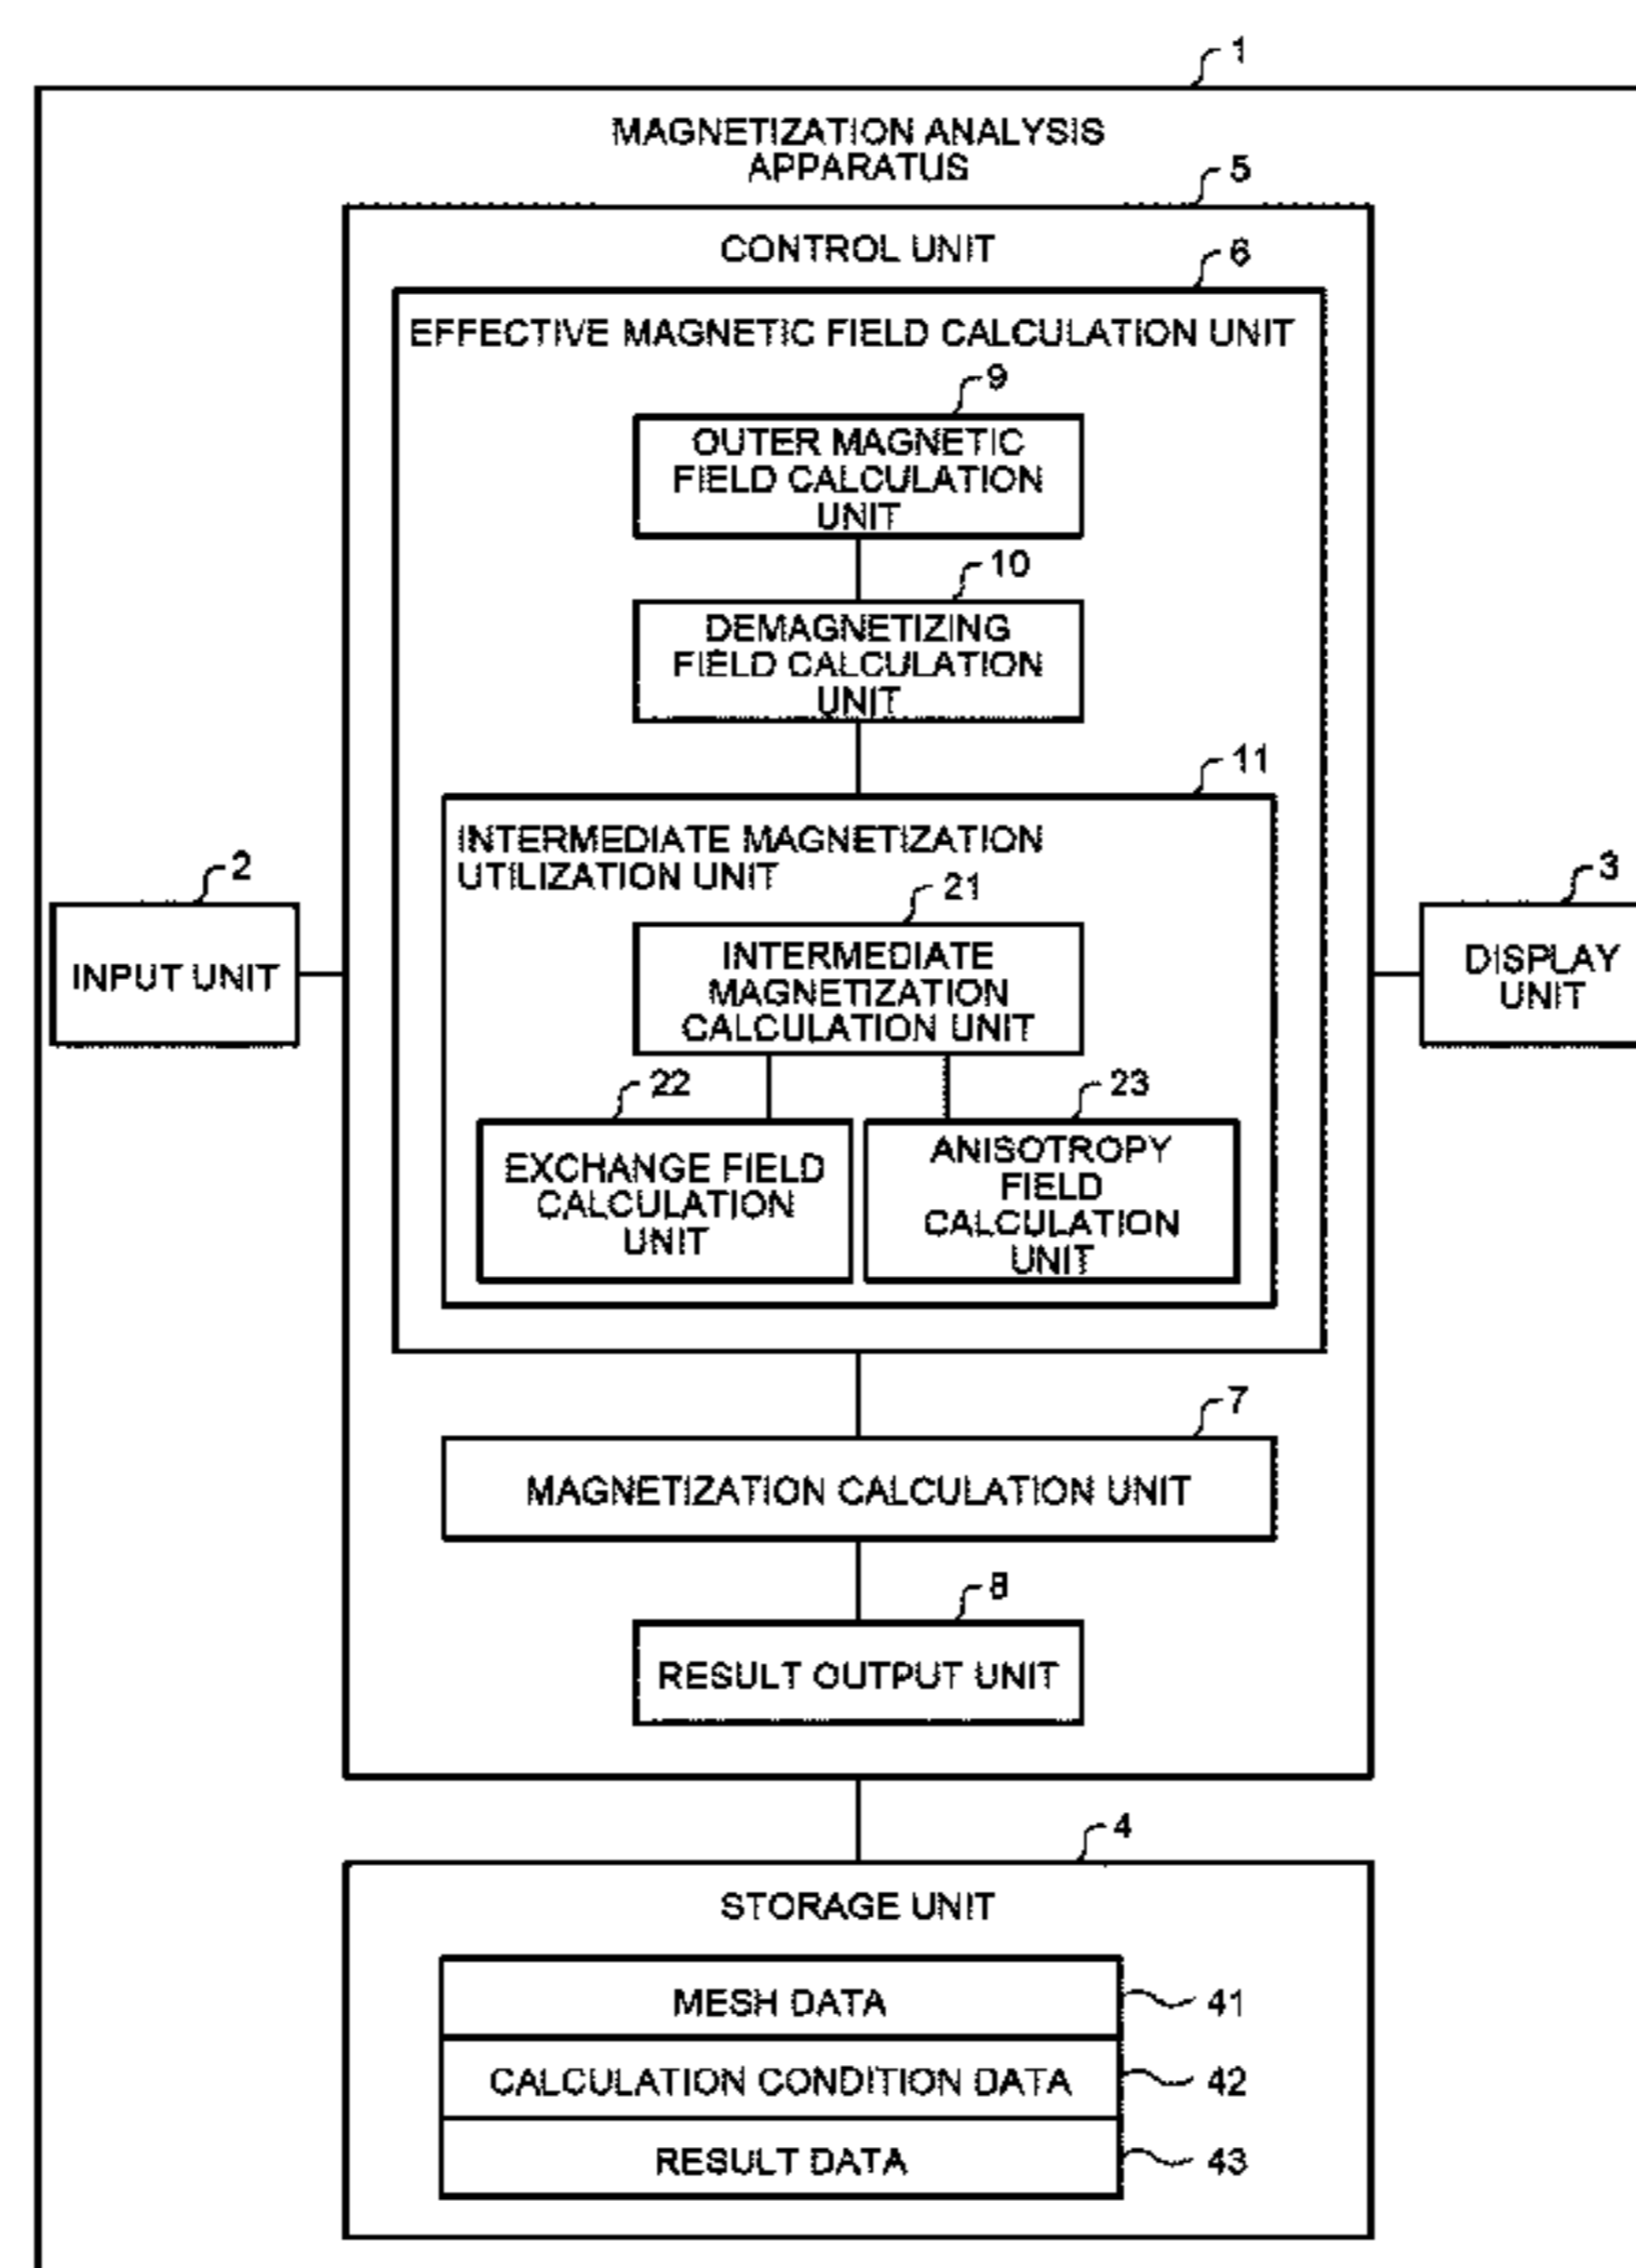 1
MAGNETIZATION ANALYSIS
APPARATUS
5
CONTROL UNIT
6
EFFECTIVE MAGNETIC FIELD CALCULATION UNIT
9
OUTER MAGNETIC
FIELD CALCULATION
UNIT
10
DEMAGNETIZING
FIELD CALCULATION
UNIT
11
INTERMEDIATE MAGNETIZATION
UTILIZATION UNIT
2
INPUT UNIT
3
DISPLAY
UNIT
21
INTERMEDIATE
MAGNETIZATION
CALCULATION UNIT
22
EXCHANGE FIELD
CALCULATION
UNIT
23
ANISOTROPY
FIELD
CALCULATION
UNIT
7
MAGNETIZATION CALCULATION UNIT
8
RESULT OUTPUT UNIT
4
STORAGE UNIT
MESH DATA 41
CALCULATION CONDITION DATA 42
RESULT DATA 43